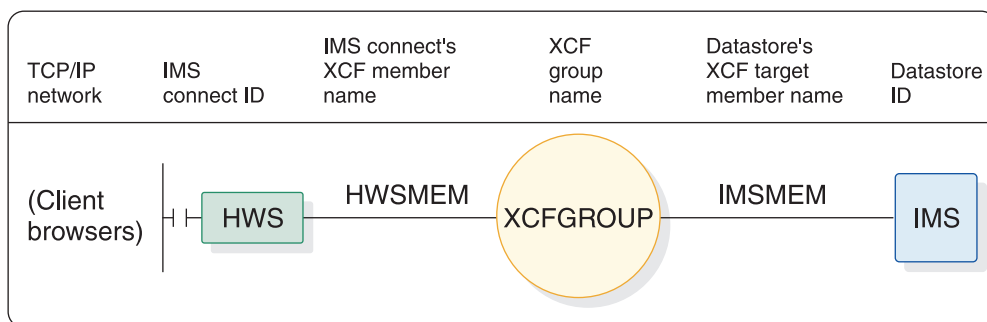 TCP/IP
network
IMS
connect ID
IMS connect's
XCF member
name
XCF
group
name
Datastore's
XCF target
member name
Datastore
ID
(Client
browsers)
HWS
HWSMEM
XCFGROUP
IMSMEM
IMS